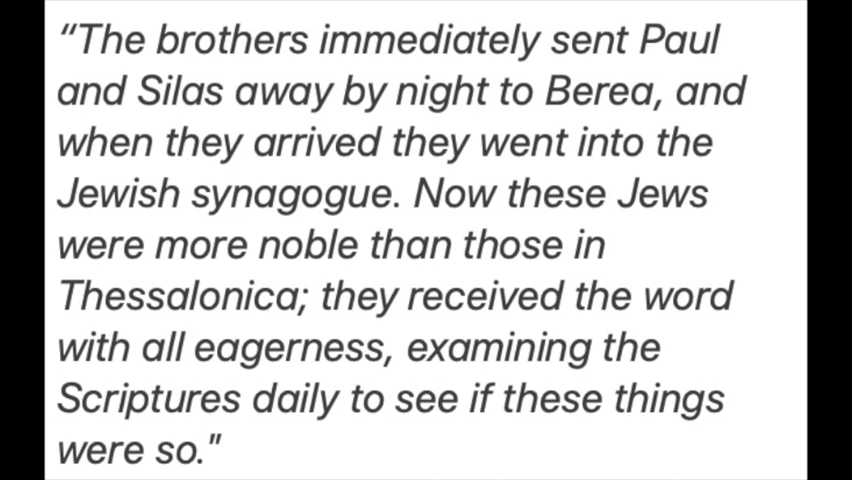 “The brothers immediately sent Paul
and Silas away by night to Berea, and
when they arrived they went into the
Jewish synagogue. Now these Jews
were more noble than those in
Thessalonica; they received the word
with all eagerness, examining the
Scriptures daily to see if these things
were so."